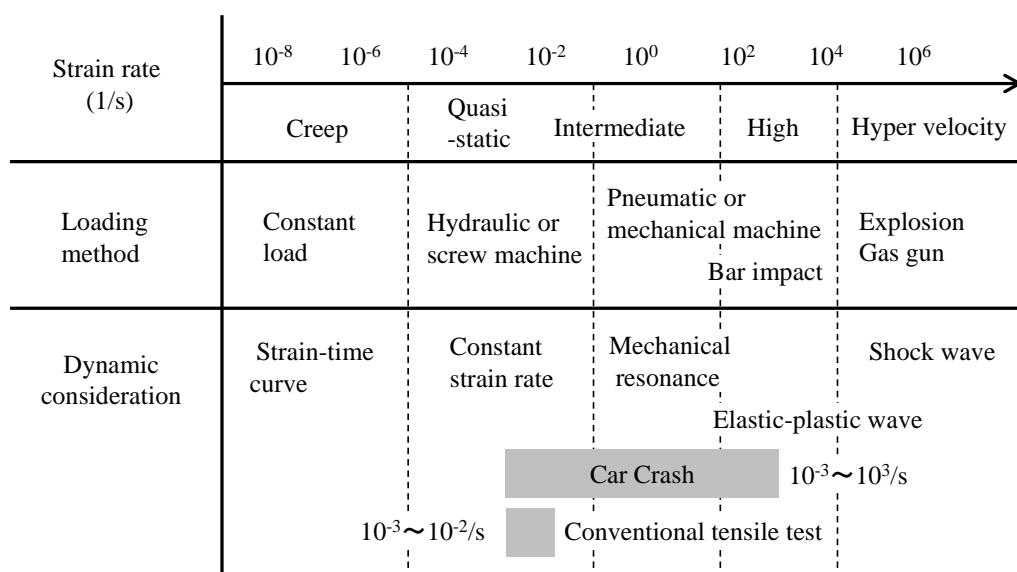 Strain rate
(1/s)
10⁻⁸ 10⁻⁶ 10⁻⁴ 10⁻² 10⁰ 10² 10⁴ 10⁶
Creep
Quasi
-static
Intermediate
High
Hyper velocity
Loading
method
Constant
load
Hydraulic or
screw machine
Pneumatic or
mechanical machine
Bar impact
Explosion
Gas gun
Dynamic
consideration
Strain-time
curve
Constant
strain rate
Mechanical
resonance
Shock wave
Elastic-plastic wave
Car Crash
10⁻³～10³/s
10⁻³～10⁻²/s
Conventional tensile test